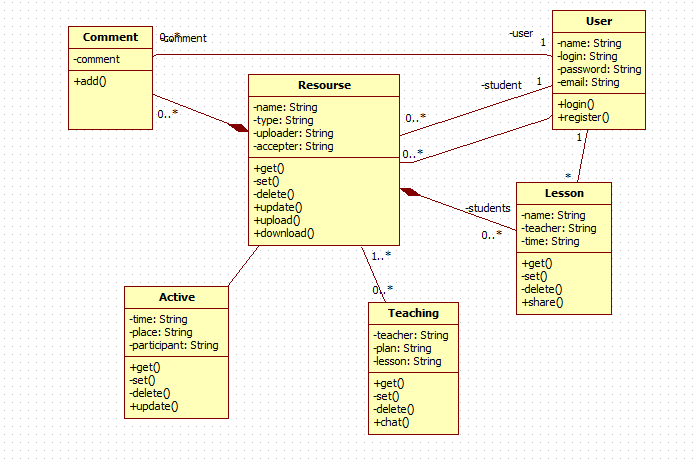 Comment
-comment
+add()
0..*
-comment
-user
1
User
-name: String
-login: String
-password: String
-email: String
+login()
+register()
0..*
Resourse
-name: String
-type: String
-uploader: String
-accepter: String
+get()
-set()
-delete()
+update()
+upload()
+download()
-student
1
0..*
0..*
1
*
-students
0..*
Lesson
-name: String
-teacher: String
-time: String
+get()
-set()
-delete()
+share()
1..*
0..*
Active
-time: String
-place: String
-participant: String
+get()
-set()
-delete()
+update()
Teaching
-teacher: String
-plan: String
-lesson: String
+get()
-set()
-delete()
+chat()